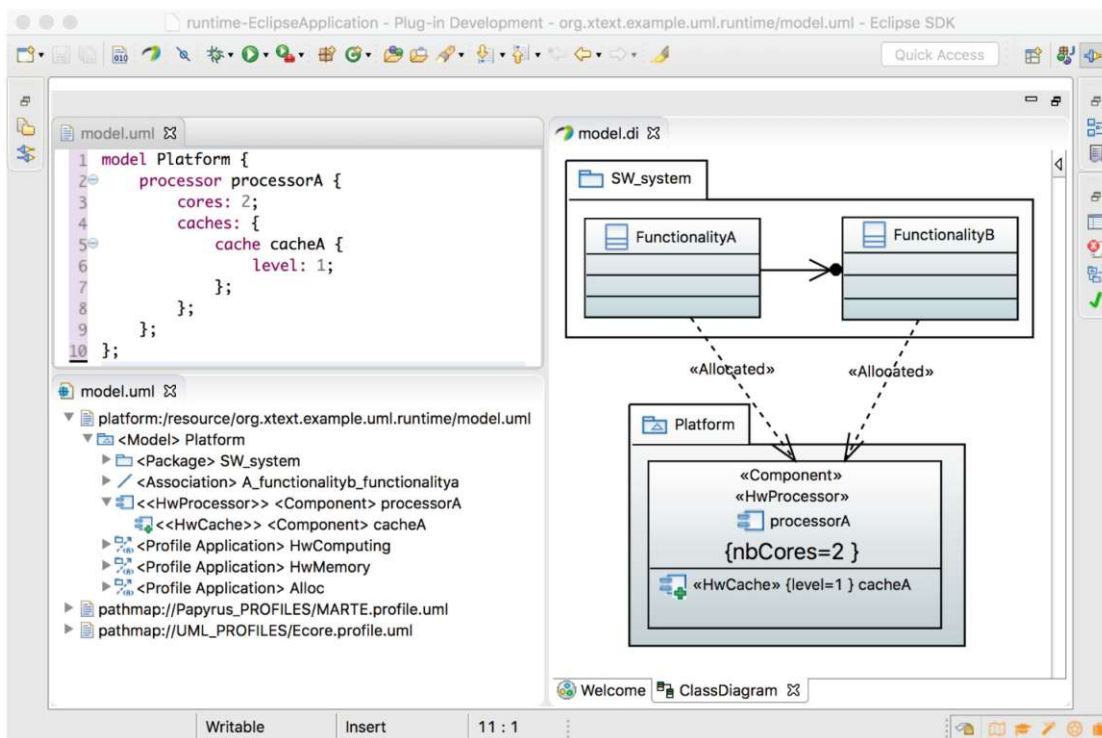 runtime-EclipseApplication - Plug-in Development - org.xtext.example.uml.runtime/model.uml - Eclipse SDK
010
Quick Access
model.uml
1 model Platform {
2 processor processorA {
3 cores: 2;
4 caches: {
5 cache cacheA {
6 level: 1;
7 };
8 };
9 };
10 };
model.uml
platform:/resource/org.xtext.example.uml.runtime/model.uml
<Model> Platform
<Package> SW_system
<Association> A_functionalityb_functionalitya
<<HwProcessor>> <Component> processorA
<<HwCache>> <Component> cacheA
<Profile Application> HwComputing
<Profile Application> HwMemory
<Profile Application> Alloc
pathmap://Papyrus_PROFILES/MARTE.profile.uml
pathmap://UML_PROFILES/Ecore.profile.uml
model.di
SW_system
FunctionalityA
FunctionalityB
«Allocated»
«Allocated»
Platform
«Component»
«HwProcessor»
processorA
{nbCores=2 }
«HwCache» {level=1 } cacheA
Welcome
ClassDiagram
Writable
Insert
11 : 1